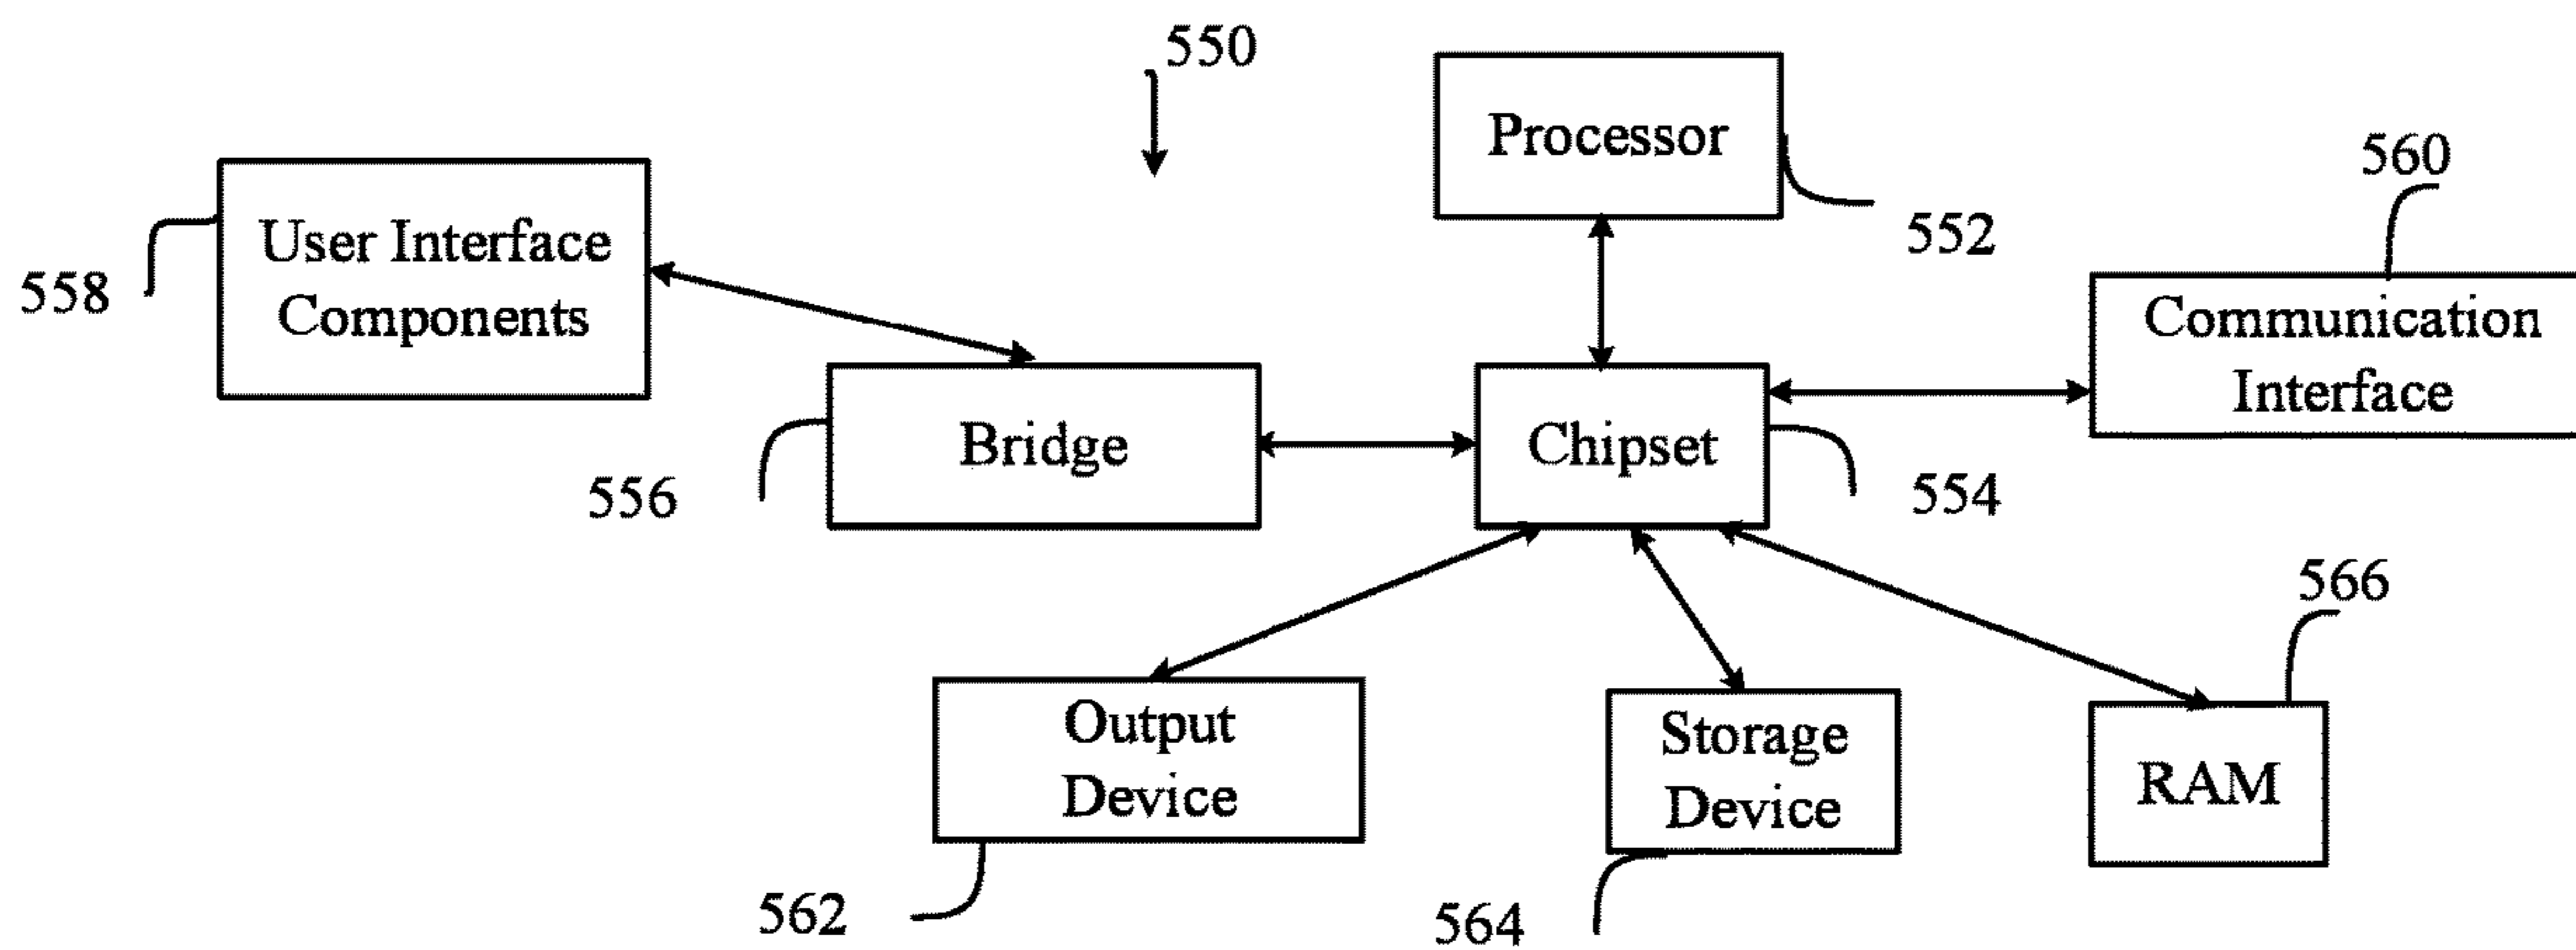 550
Processor
560
552
User Interface
Components
558
Communication
Interface
Bridge
Chipset
556
554
566
Output
Device
Storage
Device
RAM
562
564